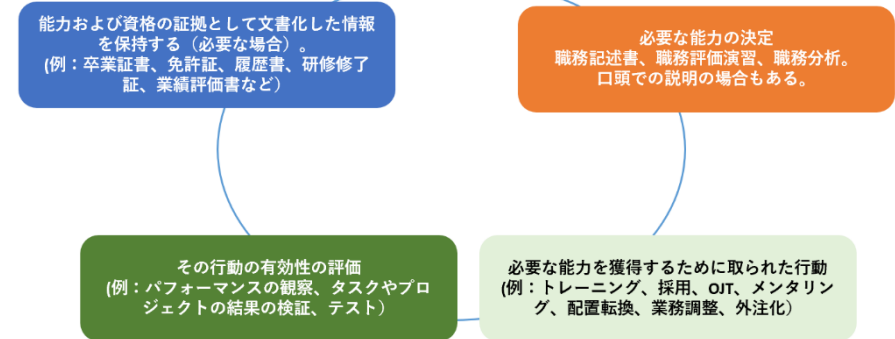 能力および資格の証拠として文書化した情報
を保持する（必要な場合）。
(例：卒業証書、免許証、履歴書、研修修了
証、業績評価書など）
必要な能力の決定
職務記述書、職務評価演習、職務分析。
口頭での説明の場合もある。
その行動の有効性の評価
(例：パフォーマンスの観察、タスクやプロ
ジェクトの結果の検証、テスト）
必要な能力を獲得するために取られた行動
(例：トレーニング、採用、OJT、メンタリン
グ、配置転換、業務調整、外注化）